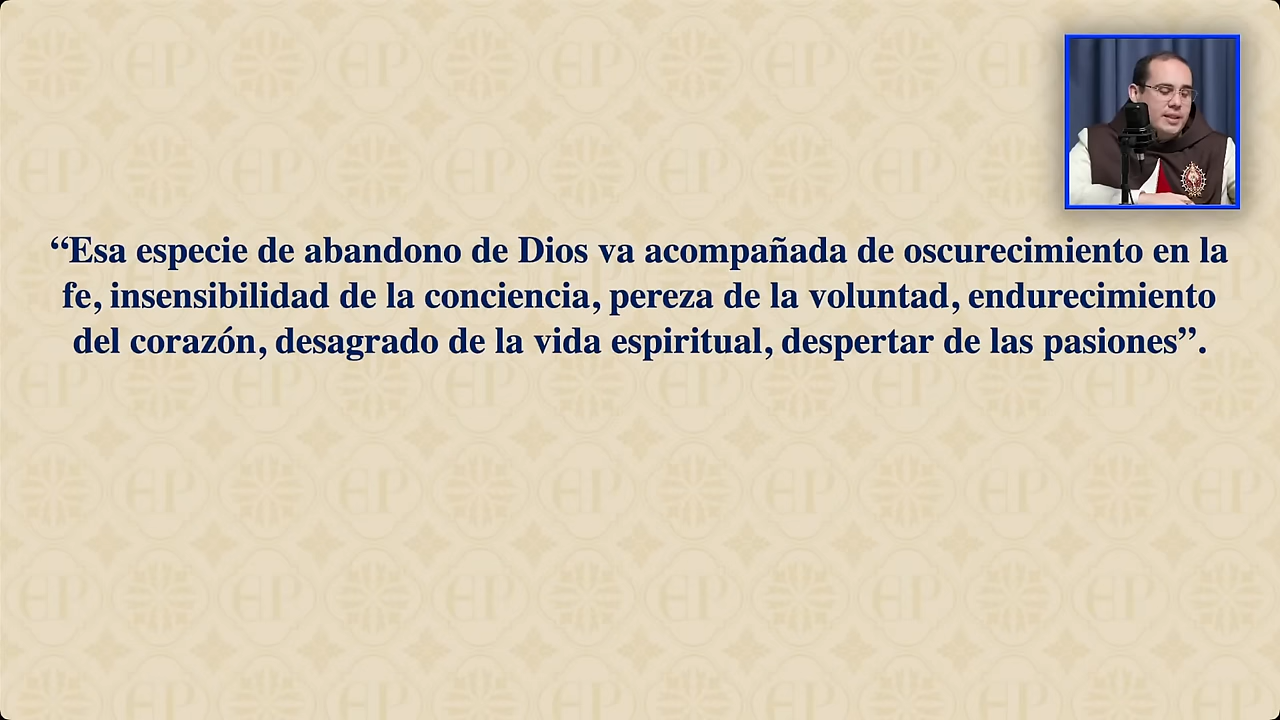 “Esa especie de abandono de Dios va acompañada de oscurecimiento en la
fe, insensibilidad de la conciencia, pereza de la voluntad, endurecimiento
del corazón, desagrado de la vida espiritual, despertar de las pasiones”.